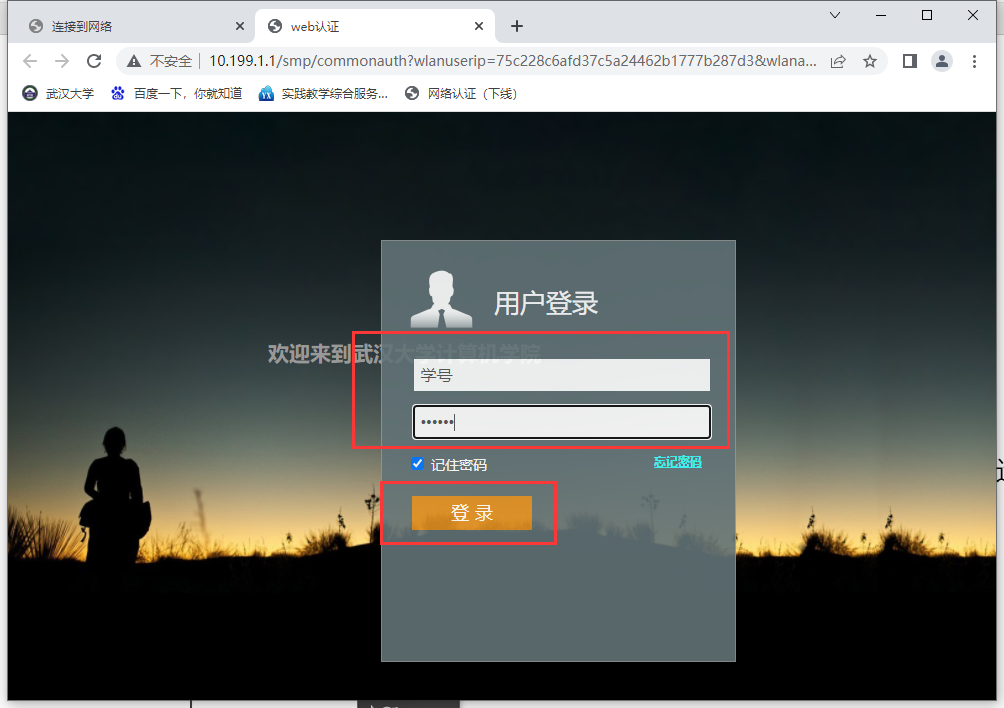 连接到网络
web认证
不安全
10.199.1.1/smp/commonauth?wlanuserip=75c228c6afd37c5a24462b1777b287d3&wlana...
武汉大学
百度一下，你就知道
实践教学综合服务...
网络认证（下线）
用户登录
欢迎来到武汉大学计算机学院
学号
••••••
记住密码
忘记密码
登 录